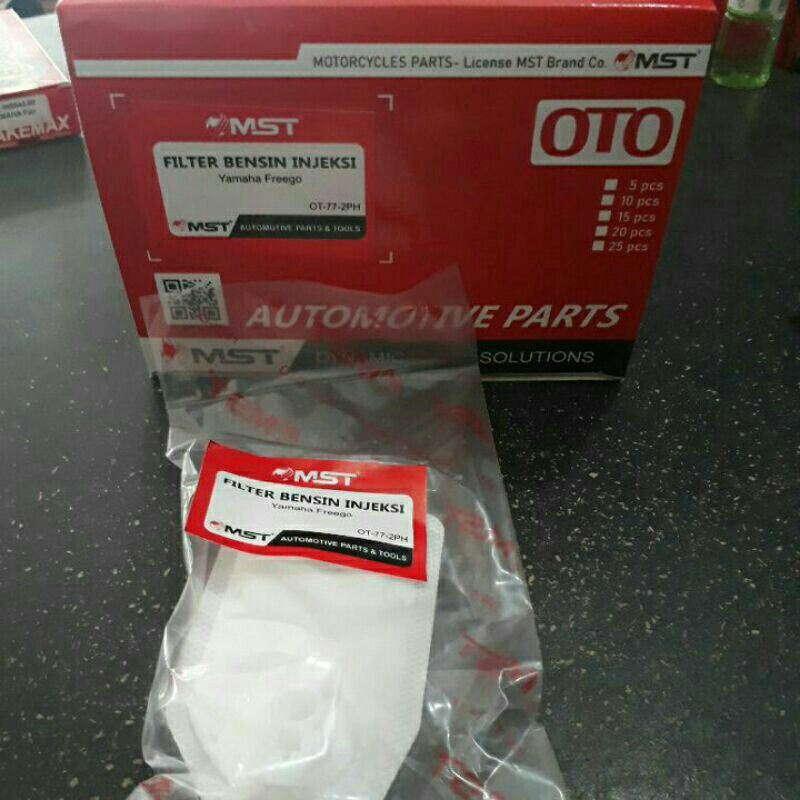 MOTORCYCLES PARTS- License MST Brand Co. MST
MST
FILTER BENSIN INJEKSI
Yamaha Freego
OT-77-2PH
MST AUTOMOTIVE PARTS & TOOLS
OTO
5 pcs
10 pcs
15 pcs
20 pcs
25 pcs
AUTOMOTIVE PARTS
MST SOLUTIONS
AKEMAX
MST
FILTER BENSIN INJEKSI
Yamaha Freego
OT-77-2PH
MST AUTOMOTIVE PARTS & TOOLS